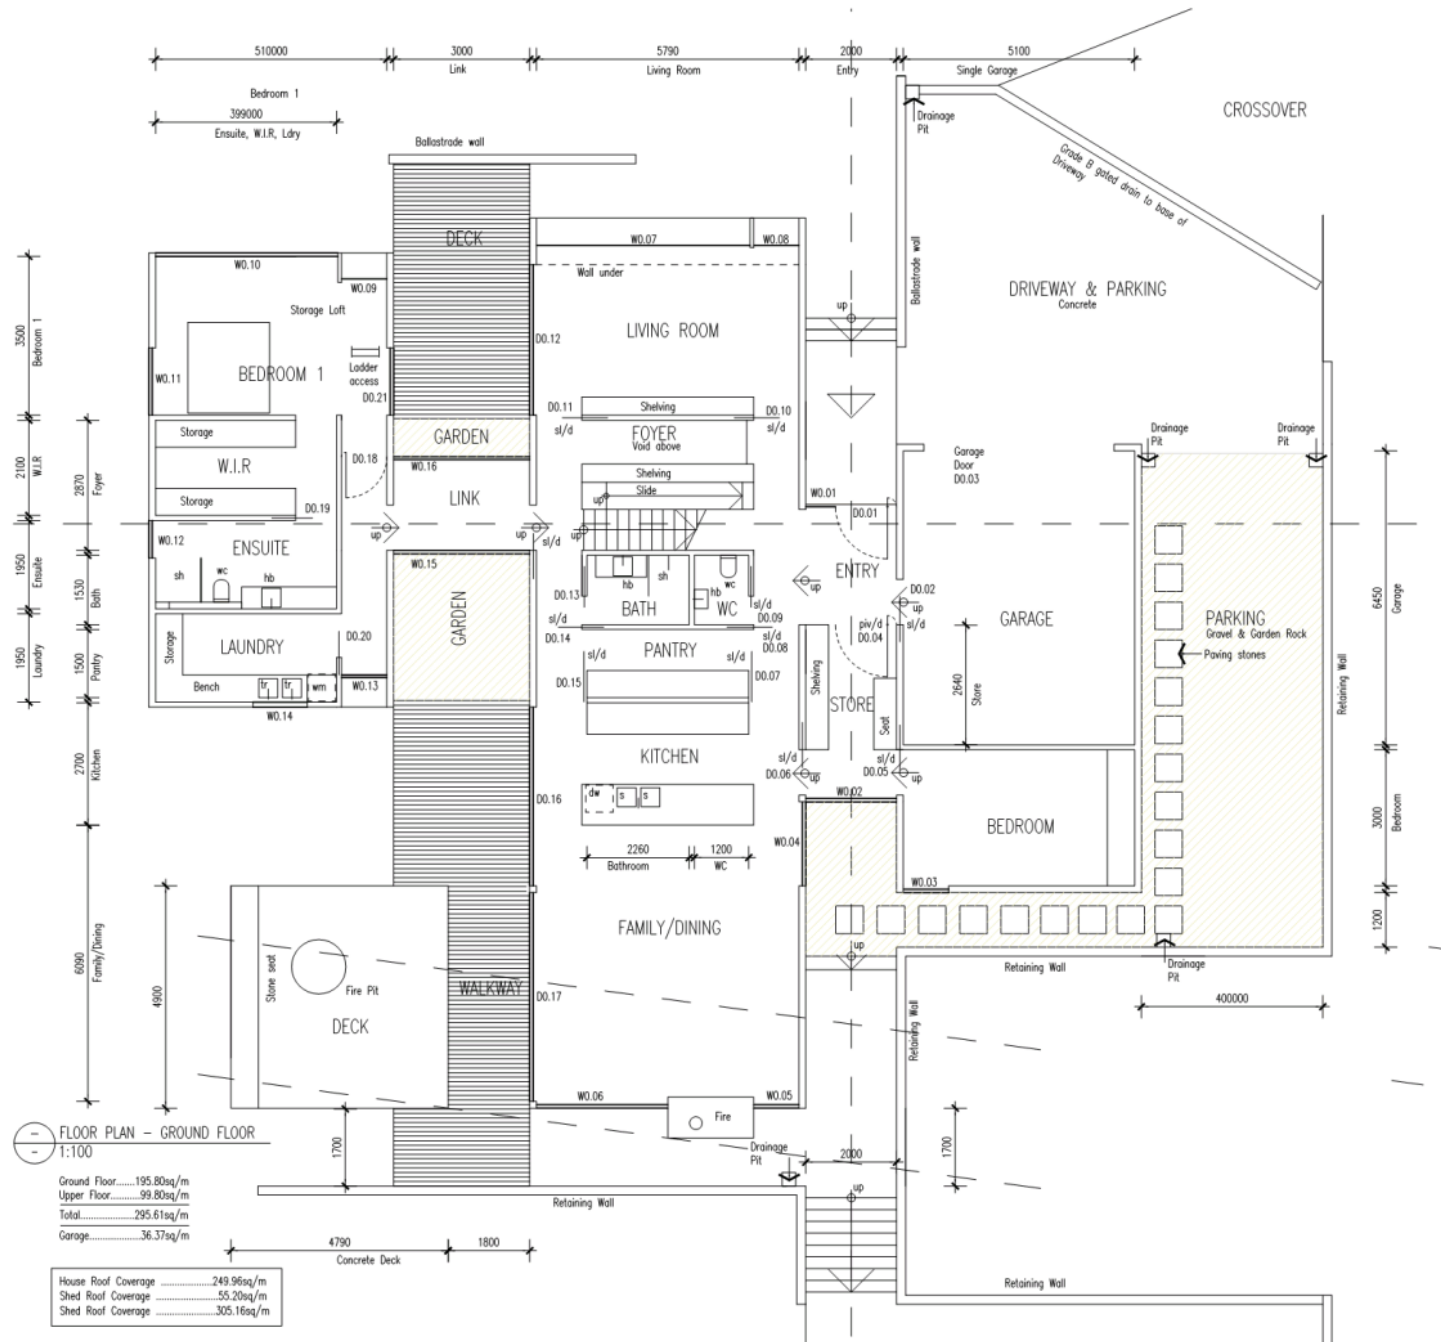 510000
3000
5790
2000
5100
Link
Living Room
Entry
Single Garage
Bedroom 1
399000
Ensuite, W.I.R, Ldry
Ballastrade wall
Drainage
Pit
CROSSOVER
Grade B gated drain to base of
Driveway
Ballastrade wall
DECK
W0.07
W0.08
Wall under
W0.10
W0.09
Storage Loft
DRIVEWAY & PARKING
Concrete
up
LIVING ROOM
D0.12
3500
Bedroom 1
W0.11
BEDROOM 1
Ladder
access
D0.21
D0.11
Shelving
D0.10
sl/d
FOYER
Void above
sl/d
GARDEN
Storage
W.I.R
D0.18
W0.16
Storage
2100
W.I.R
2870
Foyer
Garage
Door
D0.03
Drainage
Pit
Drainage
Pit
Shelving
Slide
up
LINK
W0.01
D0.01
D0.19
W0.12
ENSUITE
up
up
sl/d
up
W0.15
1950
Ensuite
1530
Bath
sh
wc
hb
hb
sh
wc
hb
D0.13
BATH
WC
sl/d
sl/d
D0.09
ENTRY
up
D0.02
up
piv/d
sl/d
D0.04
GARAGE
PARKING
Gravel & Garden Rock
Paving stones
6450
Garage
Retaining Wall
GARDEN
D0.14
D0.08
PANTRY
sl/d
sl/d
D0.15
D0.07
Storage
LAUNDRY
D0.20
Bench
tr
tr
wm
W0.13
W0.14
1950
Laundry
1500
Pantry
Shelving
STORE
Seat
2640
Store
2700
Kitchen
KITCHEN
sl/d
D0.06
up
sl/d
D0.05
up
D0.16
dw
s
s
W0.02
W0.04
2260
Bathroom
1200
WC
BEDROOM
W0.03
3000
Bedroom
1200
FAMILY/DINING
up
6090
Family/Dining
4900
Stone seat
Fire Pit
DECK
WALKWAY
D0.17
Drainage
Pit
Retaining Wall
400000
Retaining Wall
W0.06
W0.05
Fire
FLOOR PLAN - GROUND FLOOR
1:100
1700
Drainage
Pit
2000
1700
Ground Floor......195.80sq/m
Upper Floor.........99.80sq/m
Total......................295.61sq/m
Garage.....................36.37sq/m
Retaining Wall
up
4790
1800
Concrete Deck
House Roof Coverage ....................249.96sq/m
Shed Roof Coverage ........................55.20sq/m
Shed Roof Coverage .......................305.16sq/m
Retaining Wall